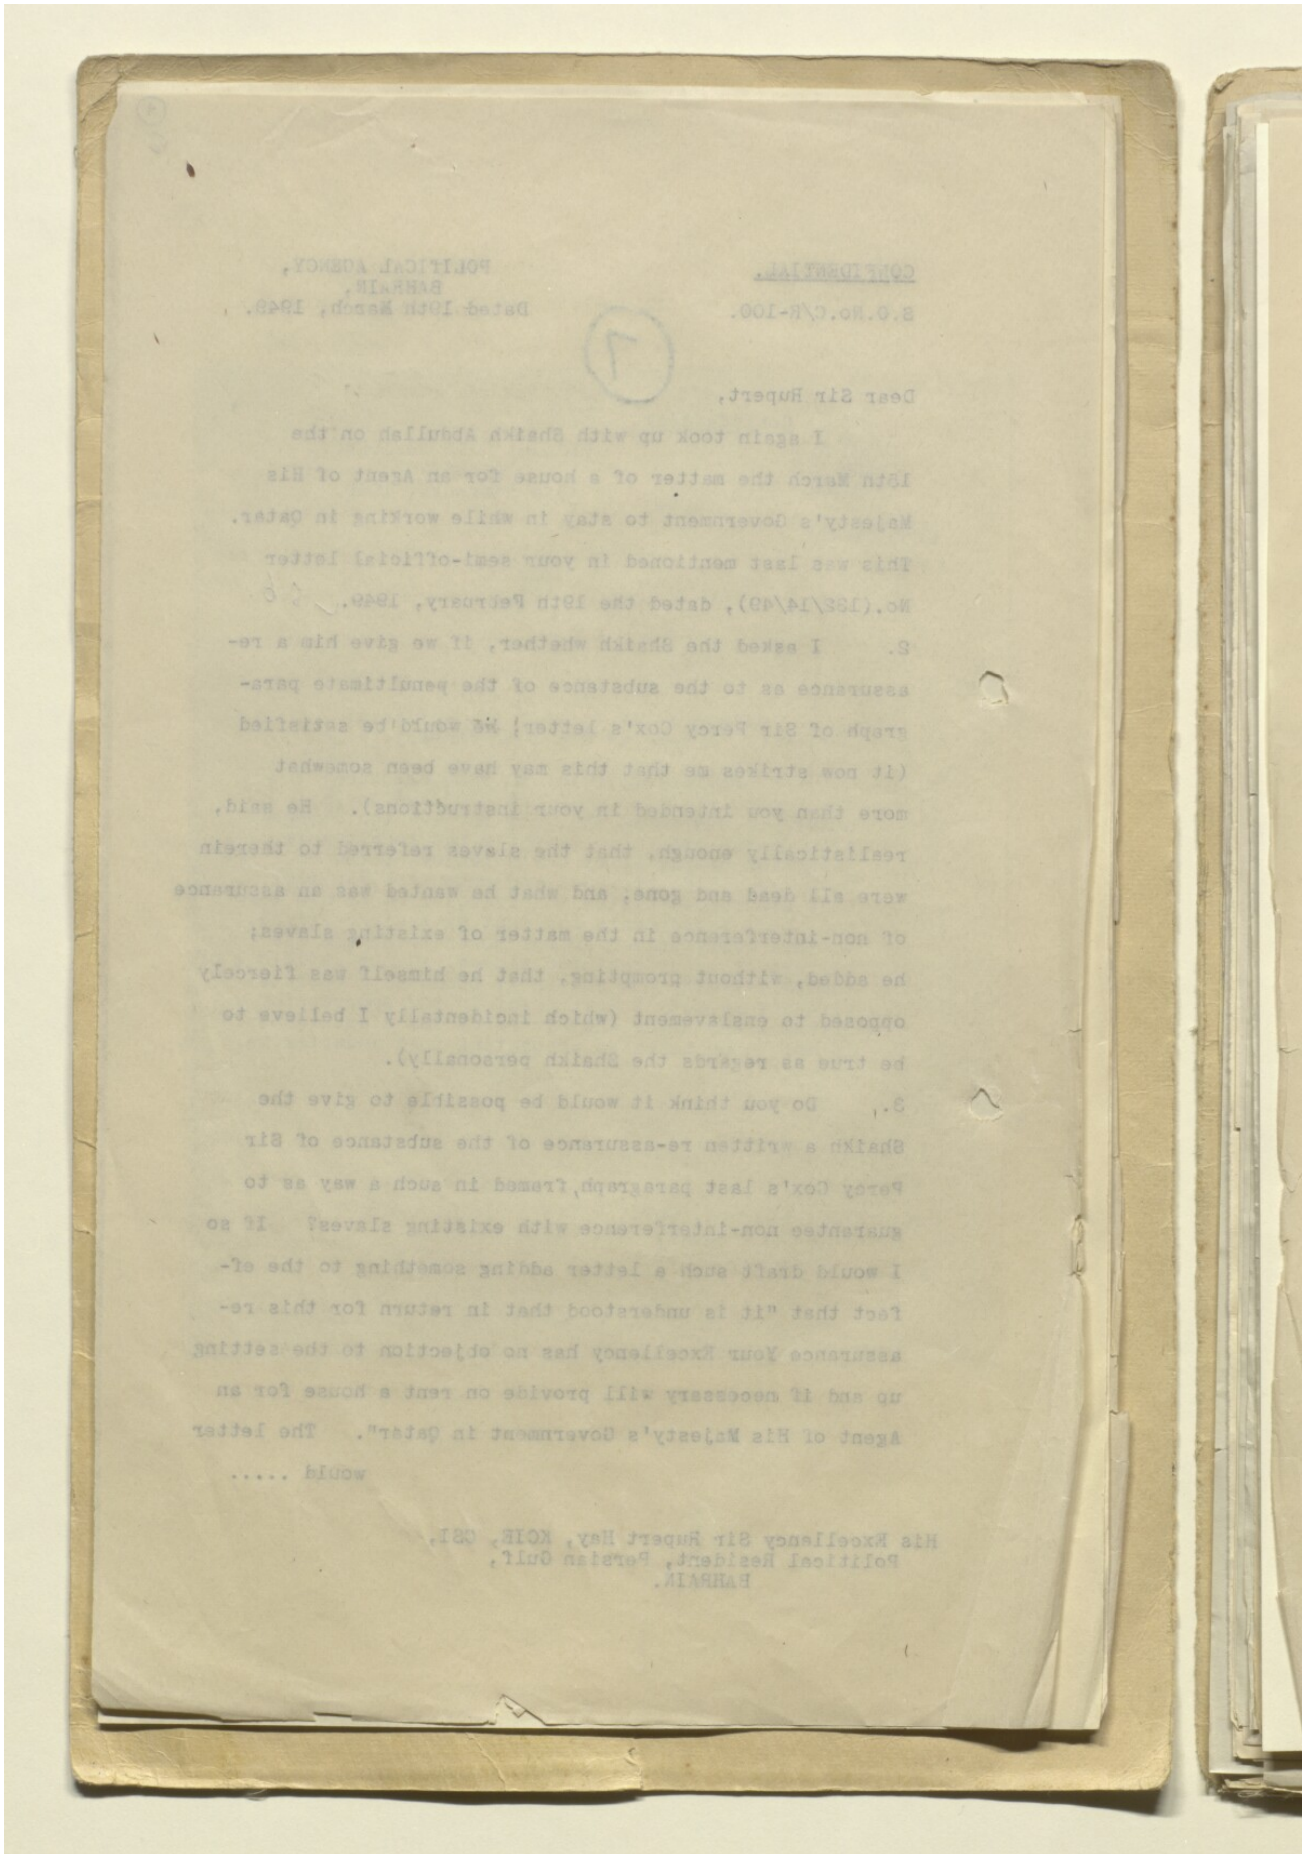 CONFIDENTIAL.
POLITICAL AGENCY,
BAHRAIN.
S.O.No.C/R-100.
Dated 19th March, 1949.
7
Dear Sir Rupert,
I again took up with Shaikh Abdullah on the
18th March the matter of a house for an Agent of His
Majesty's Government to stay in while working in Qatar.
This was last mentioned in your semi-official letter
No.(132/14/49), dated the 19th February, 1949.
2. I asked the Shaikh whether, if we give him a re-
assurance as to the substance of the penultimate para-
graph of Sir Percy Cox's letter, he would be satisfied
(it now strikes me that this may have been somewhat
more than you intended in your instructions). He said,
realistically enough, that the slaves referred to therein
were all dead and gone, and what he wanted was an assurance
of non-interference in the matter of existing slaves;
he added, without prompting, that he himself was fiercely
opposed to enslavement (which incidentally I believe to
be true as regards the Shaikh personally).
3. Do you think it would be possible to give the
Shaikh a written re-assurance of the substance of Sir
Percy Cox's last paragraph, framed in such a way as to
guarantee non-interference with existing slaves? If so
I would draft such a letter adding something to the ef-
fect that "it is understood that in return for this re-
assurance Your Excellency has no objection to the setting
up and if necessary will provide on rent a house for an
Agent of His Majesty's Government in Qatar". The letter
would .....
His Excellency Sir Rupert Hay, KCIE, CSI,
Political Resident, Persian Gulf,
BAHRAIN.